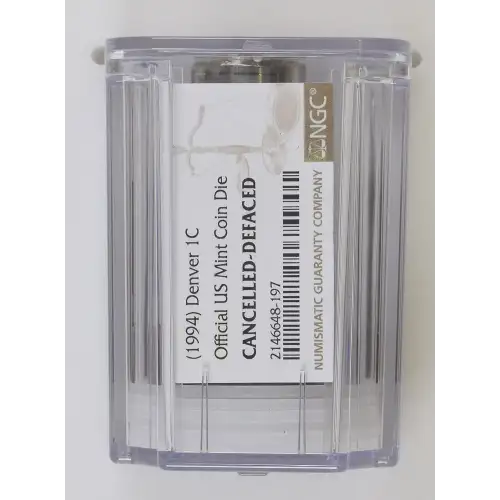 (1994) Denver 1C
Official US Mint Coin Die
CANCELLED-DEFACED
2146648-197
NGC®
NUMISMATIC GUARANTY COMPANY